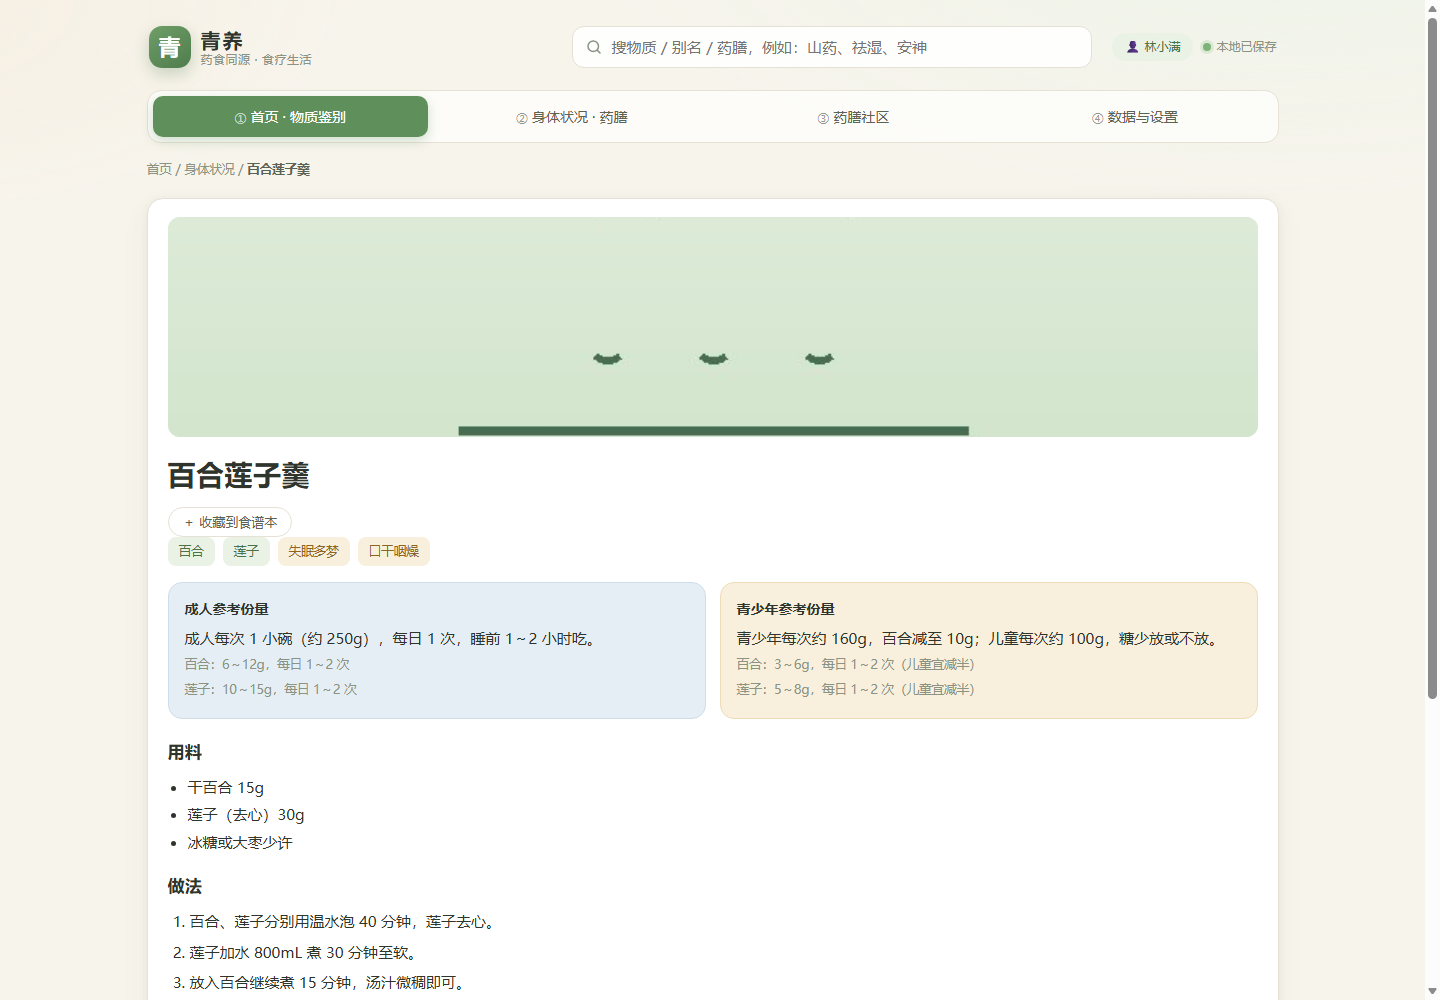 青
青养
药食同源 · 食疗生活
搜物质 / 别名 / 药膳，例如：山药、祛湿、安神
林小满
本地已保存
① 首页 · 物质鉴别
② 身体状况 · 药膳
③ 药膳社区
④ 数据与设置
首页 / 身体状况 / 百合莲子羹
百合莲子羹
+ 收藏到食谱本
百合
莲子
失眠多梦
口干咽燥
成人参考份量
成人每次 1 小碗（约 250g），每日 1 次，睡前 1~2 小时吃。
百合：6~12g，每日 1~2 次
莲子：10~15g，每日 1~2 次
青少年参考份量
青少年每次约 160g，百合减至 10g；儿童每次约 100g，糖少放或不放。
百合：3~6g，每日 1~2 次（儿童宜减半）
莲子：5~8g，每日 1~2 次（儿童宜减半）
用料
• 干百合 15g
• 莲子（去心）30g
• 冰糖或大枣少许
做法
1. 百合、莲子分别用温水泡 40 分钟，莲子去心。
2. 莲子加水 800mL 煮 30 分钟至软。
3. 放入百合继续煮 15 分钟，汤汁微稠即可。